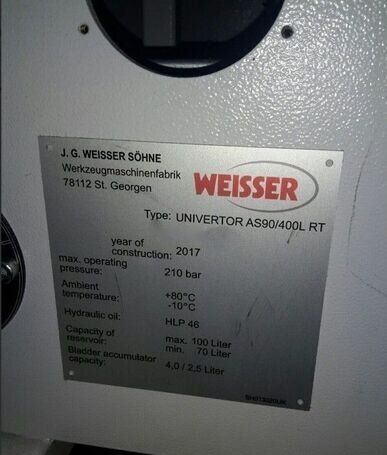 J. G. WEISSER SÖHNE
Werkzeugmaschinenfabrik
78112 St. Georgen
WEISSER
Type: UNIVERTOR AS90/400L RT
year of
construction: 2017
max. operating
pressure: 210 bar
Ambient
temperature: +80°C
-10°C
Hydraulic oil: HLP 46
Capacity of
reservoir: max. 100 Liter
min. 70 Liter
Bladder accumulator
capacity: 4,0 / 2,5 Liter